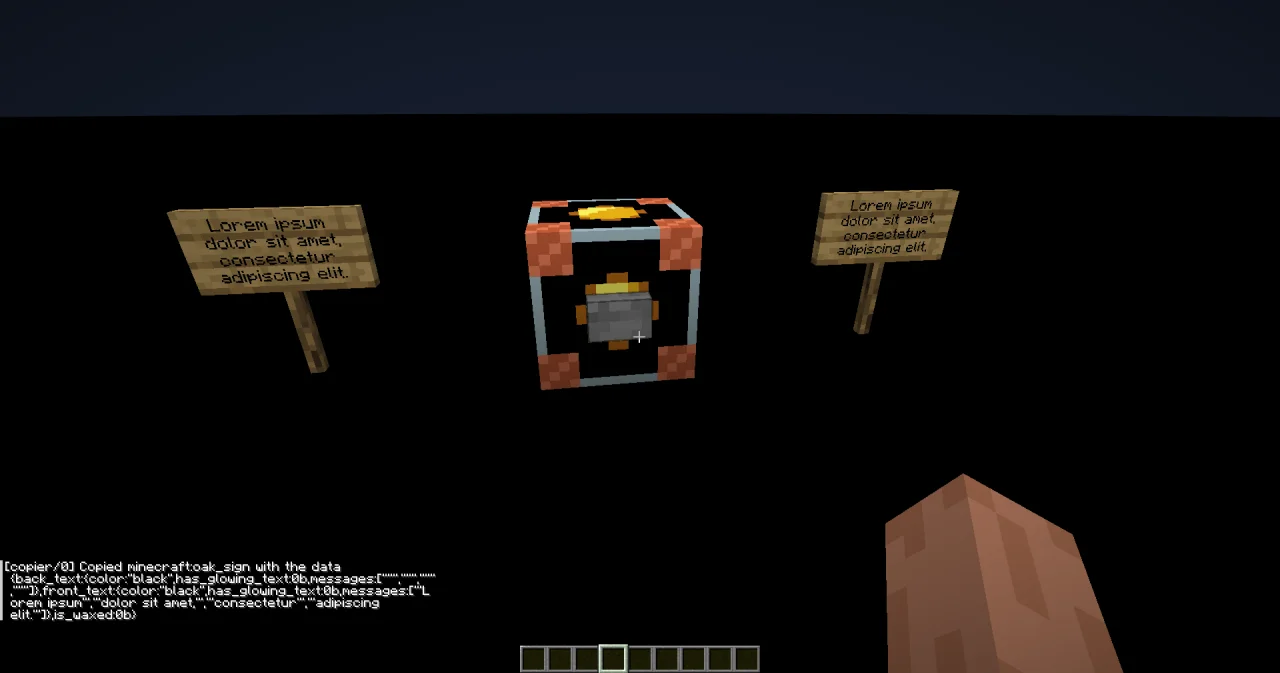 Lorem ipsum
dolor sit amet,
consectetur
adipiscing elit.
Lorem ipsum
dolor sit amet,
consectetur
adipiscing elit.
[copier/0] Copied minecraft:oak_sign with the data
{back_text:{color:"black",has_glowing_text:0b,messages:['""','""','""'
,'""']},front_text:{color:"black",has_glowing_text:0b,messages:['"L
orem ipsum"','"dolor sit amet,"','"consectetur"','"adipiscing
elit."']},is_waxed:0b}